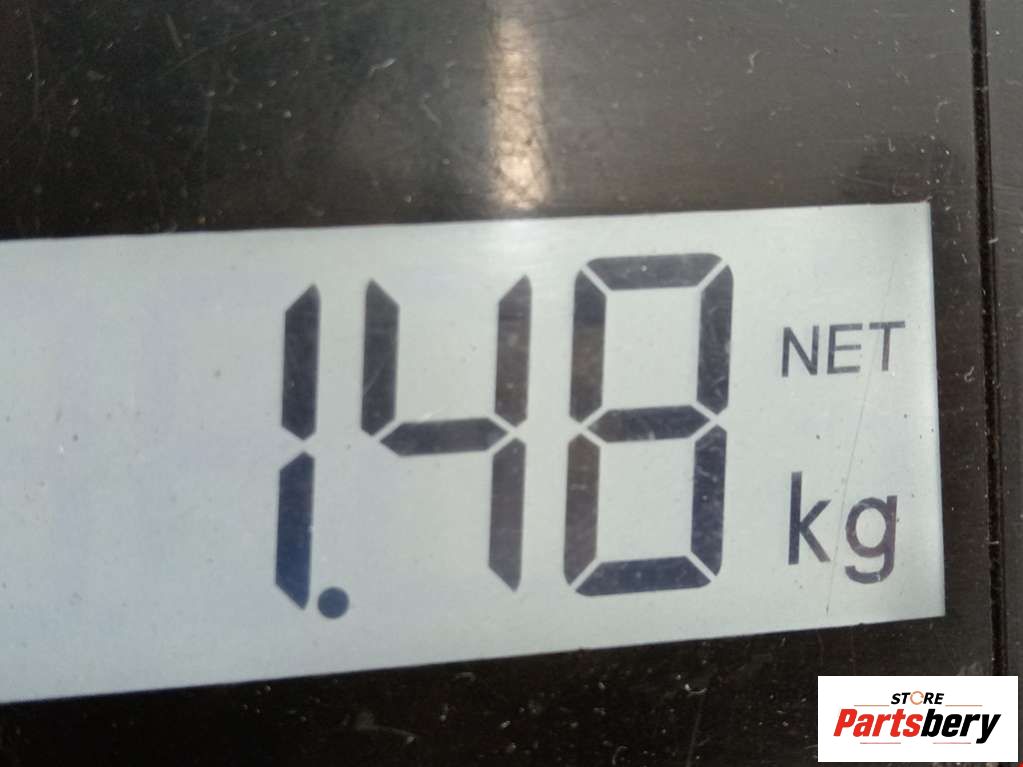 1.48
NET
kg
STORE
Partsbery